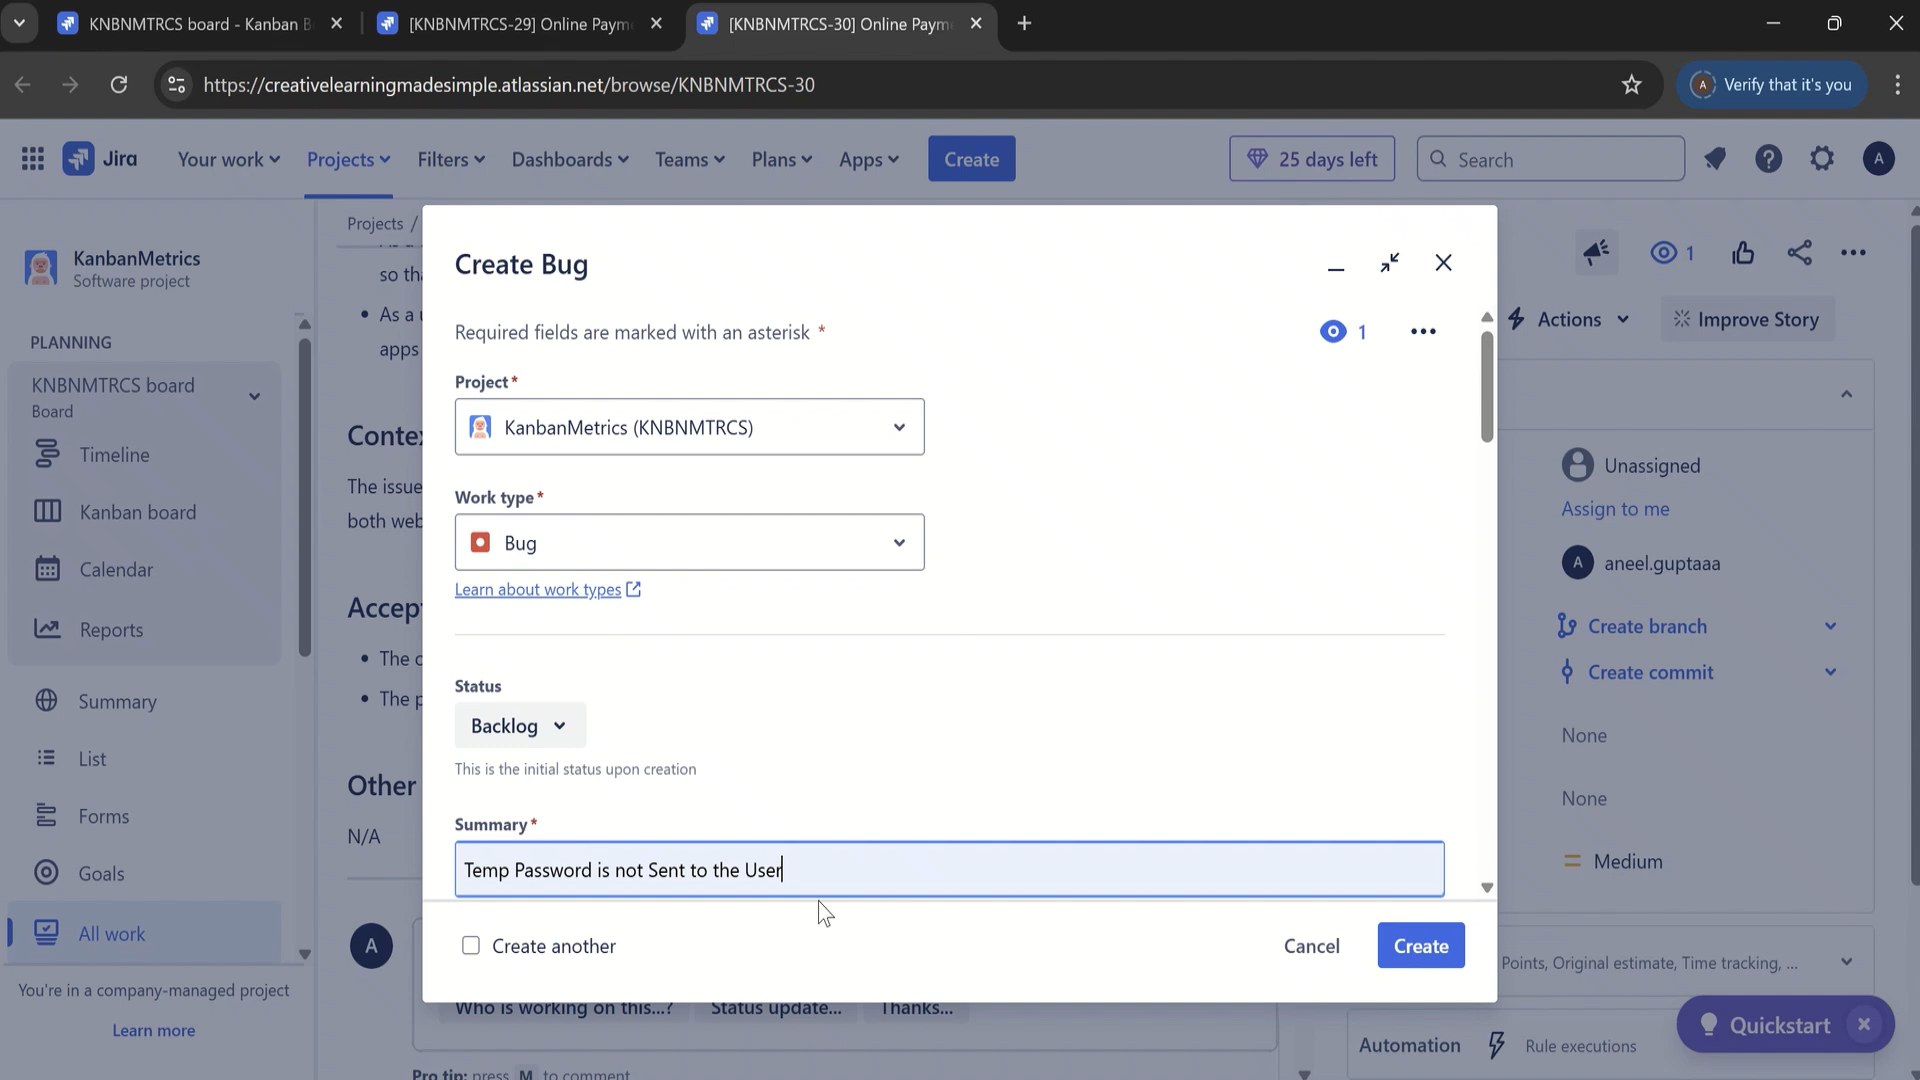 KNBNMTRCS board - Kanban B
[KNBNMTRCS-29] Online Paym
[KNBNMTRCS-30] Online Paym
https://creativelearningmadesimple.atlassian.net/browse/KNBNMTRCS-30
A
Verify that it's you
Jira
Your work
Projects
Filters
Dashboards
Teams
Plans
Apps
Create
25 days left
Search
A
KanbanMetrics
Software project
PLANNING
KNBNMTRCS board
Board
Timeline
Kanban board
Calendar
Reports
Summary
List
Forms
Goals
All work
You're in a company-managed project
Learn more
Projects /
so tha
As a u
apps
Contex
The issue
both web
Accept
The c
The p
Other
N/A
A
Create Bug
Required fields are marked with an asterisk *
1
Project*
KanbanMetrics (KNBNMTRCS)
Work type*
Bug
Learn about work types
Status
Backlog
This is the initial status upon creation
Summary*
Temp Password is not Sent to the User
Create another
Cancel
Create
Who is working on this...?
Status update...
Thanks...
Pro tip: press M to comment
1
Actions
Improve Story
Unassigned
Assign to me
A
aneel.guptaaa
Create branch
Create commit
None
None
Medium
Points, Original estimate, Time tracking, ...
Quickstart
Automation
Rule executions